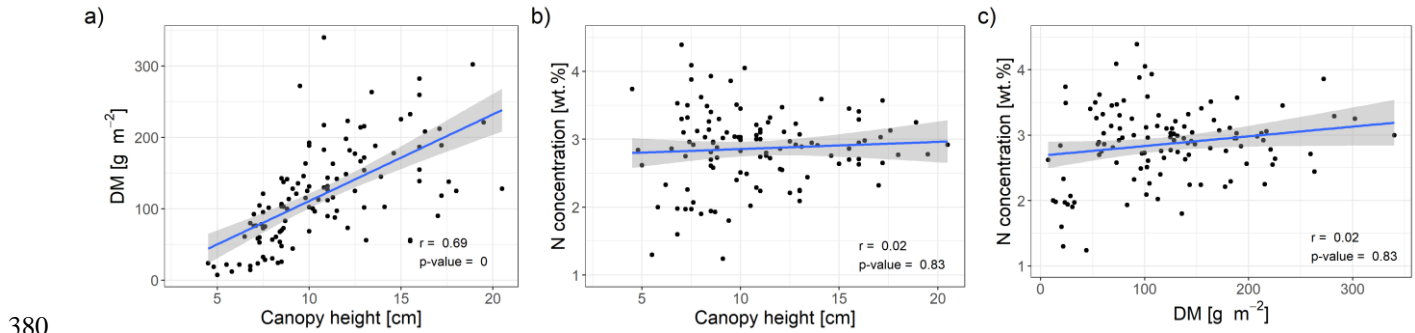 a)
DM [g m⁻²]
300
200
100
0
r = 0.69
p-value = 0
5 10 15 20
Canopy height [cm]
b)
N concentration [wt.%]
4
3
2
1
r = 0.02
p-value = 0.83
5 10 15 20
Canopy height [cm]
c)
N concentration [wt.%]
4
3
2
1
r = 0.02
p-value = 0.83
0 100 200 300
DM [g m⁻²]
380